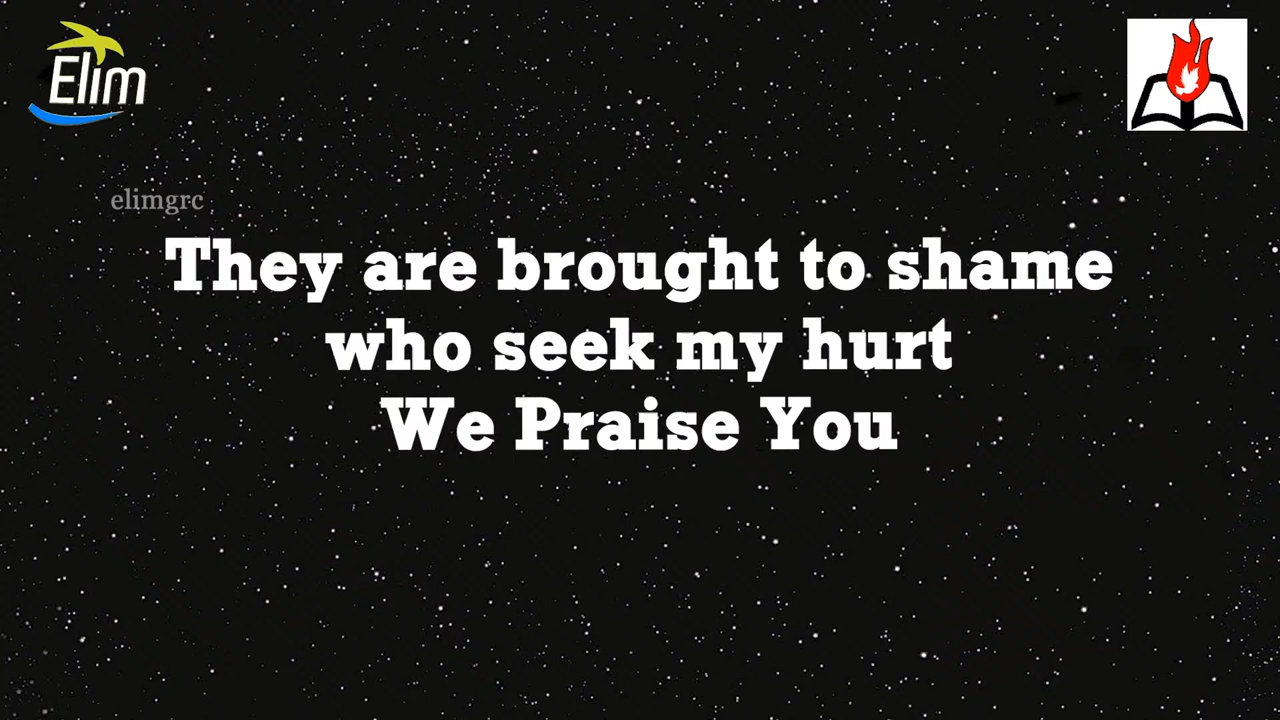 Elim
elimgrc
They are brought to shame
who seek my hurt
We Praise You